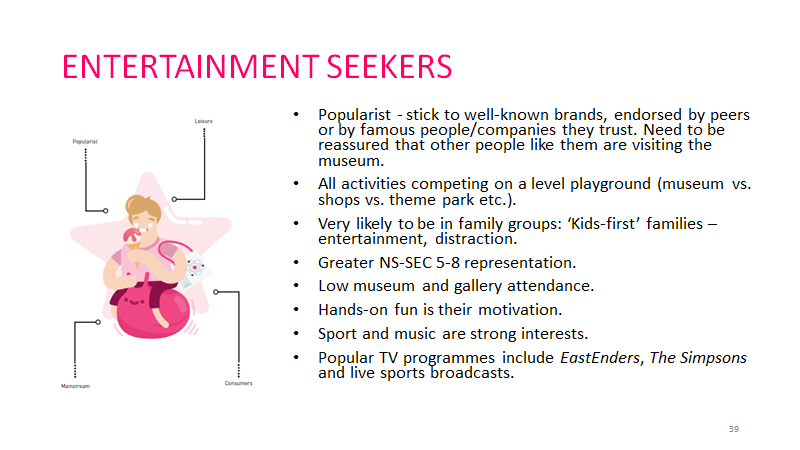 ENTERTAINMENT SEEKERS
Leisure
Popularist
Mainstream
Consumers
• Popularist - stick to well-known brands, endorsed by peers
or by famous people/companies they trust. Need to be
reassured that other people like them are visiting the
museum.
• All activities competing on a level playground (museum vs.
shops vs. theme park etc.).
• Very likely to be in family groups: ‘Kids-first’ families –
entertainment, distraction.
• Greater NS-SEC 5-8 representation.
• Low museum and gallery attendance.
• Hands-on fun is their motivation.
• Sport and music are strong interests.
• Popular TV programmes include EastEnders, The Simpsons
and live sports broadcasts.
39